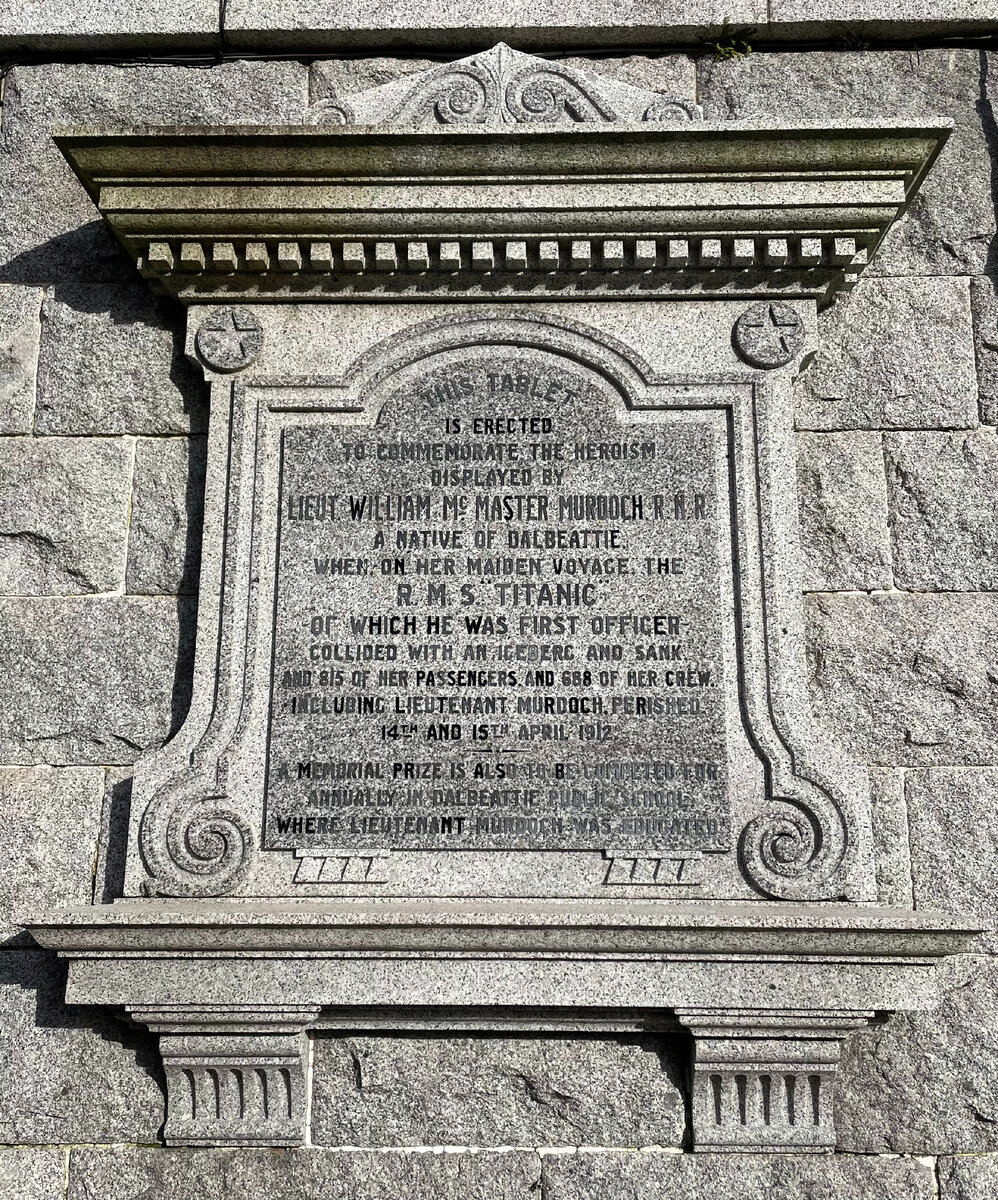 THIS TABLET
IS ERECTED
TO COMMEMORATE THE HEROISM
DISPLAYED BY
LIEUT WILLIAM Mc MASTER MURDOCH R.N.R
A NATIVE OF DALBEATTIE.
WHEN ON HER MAIDEN VOYAGE. THE
R. M. S. "TITANIC"
OF WHICH HE WAS FIRST OFFICER
COLLIDED WITH AN ICEBERG AND SANK
AND 815 OF HER PASSENGERS AND 688 OF HER CREW.
INCLUDING LIEUTENANT MURDOCH, PERISHED.
14TH AND 15TH APRIL 1912.
A MEMORIAL PRIZE IS ALSO TO BE COMPETED FOR
ANNUALLY IN DALBEATTIE PUBLIC SCHOOL,
WHERE LIEUTENANT MURDOCH WAS EDUCATED.